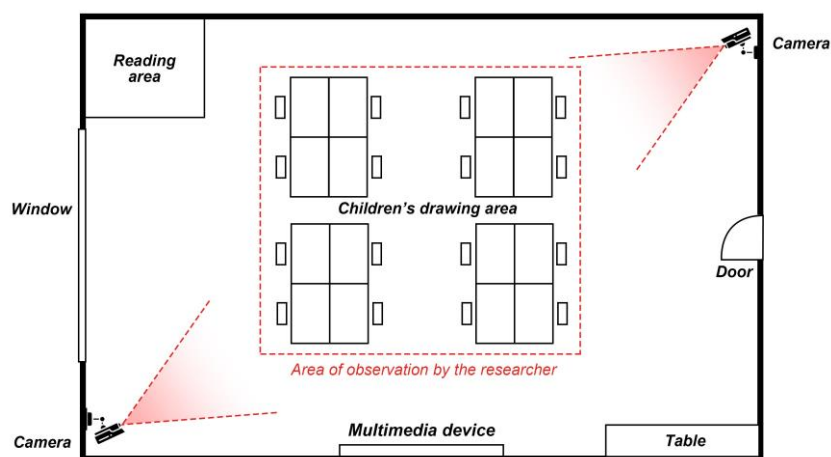 Camera
Reading
area
Window
Children's drawing area
Door
Area of observation by the researcher
Camera
Multimedia device
Table